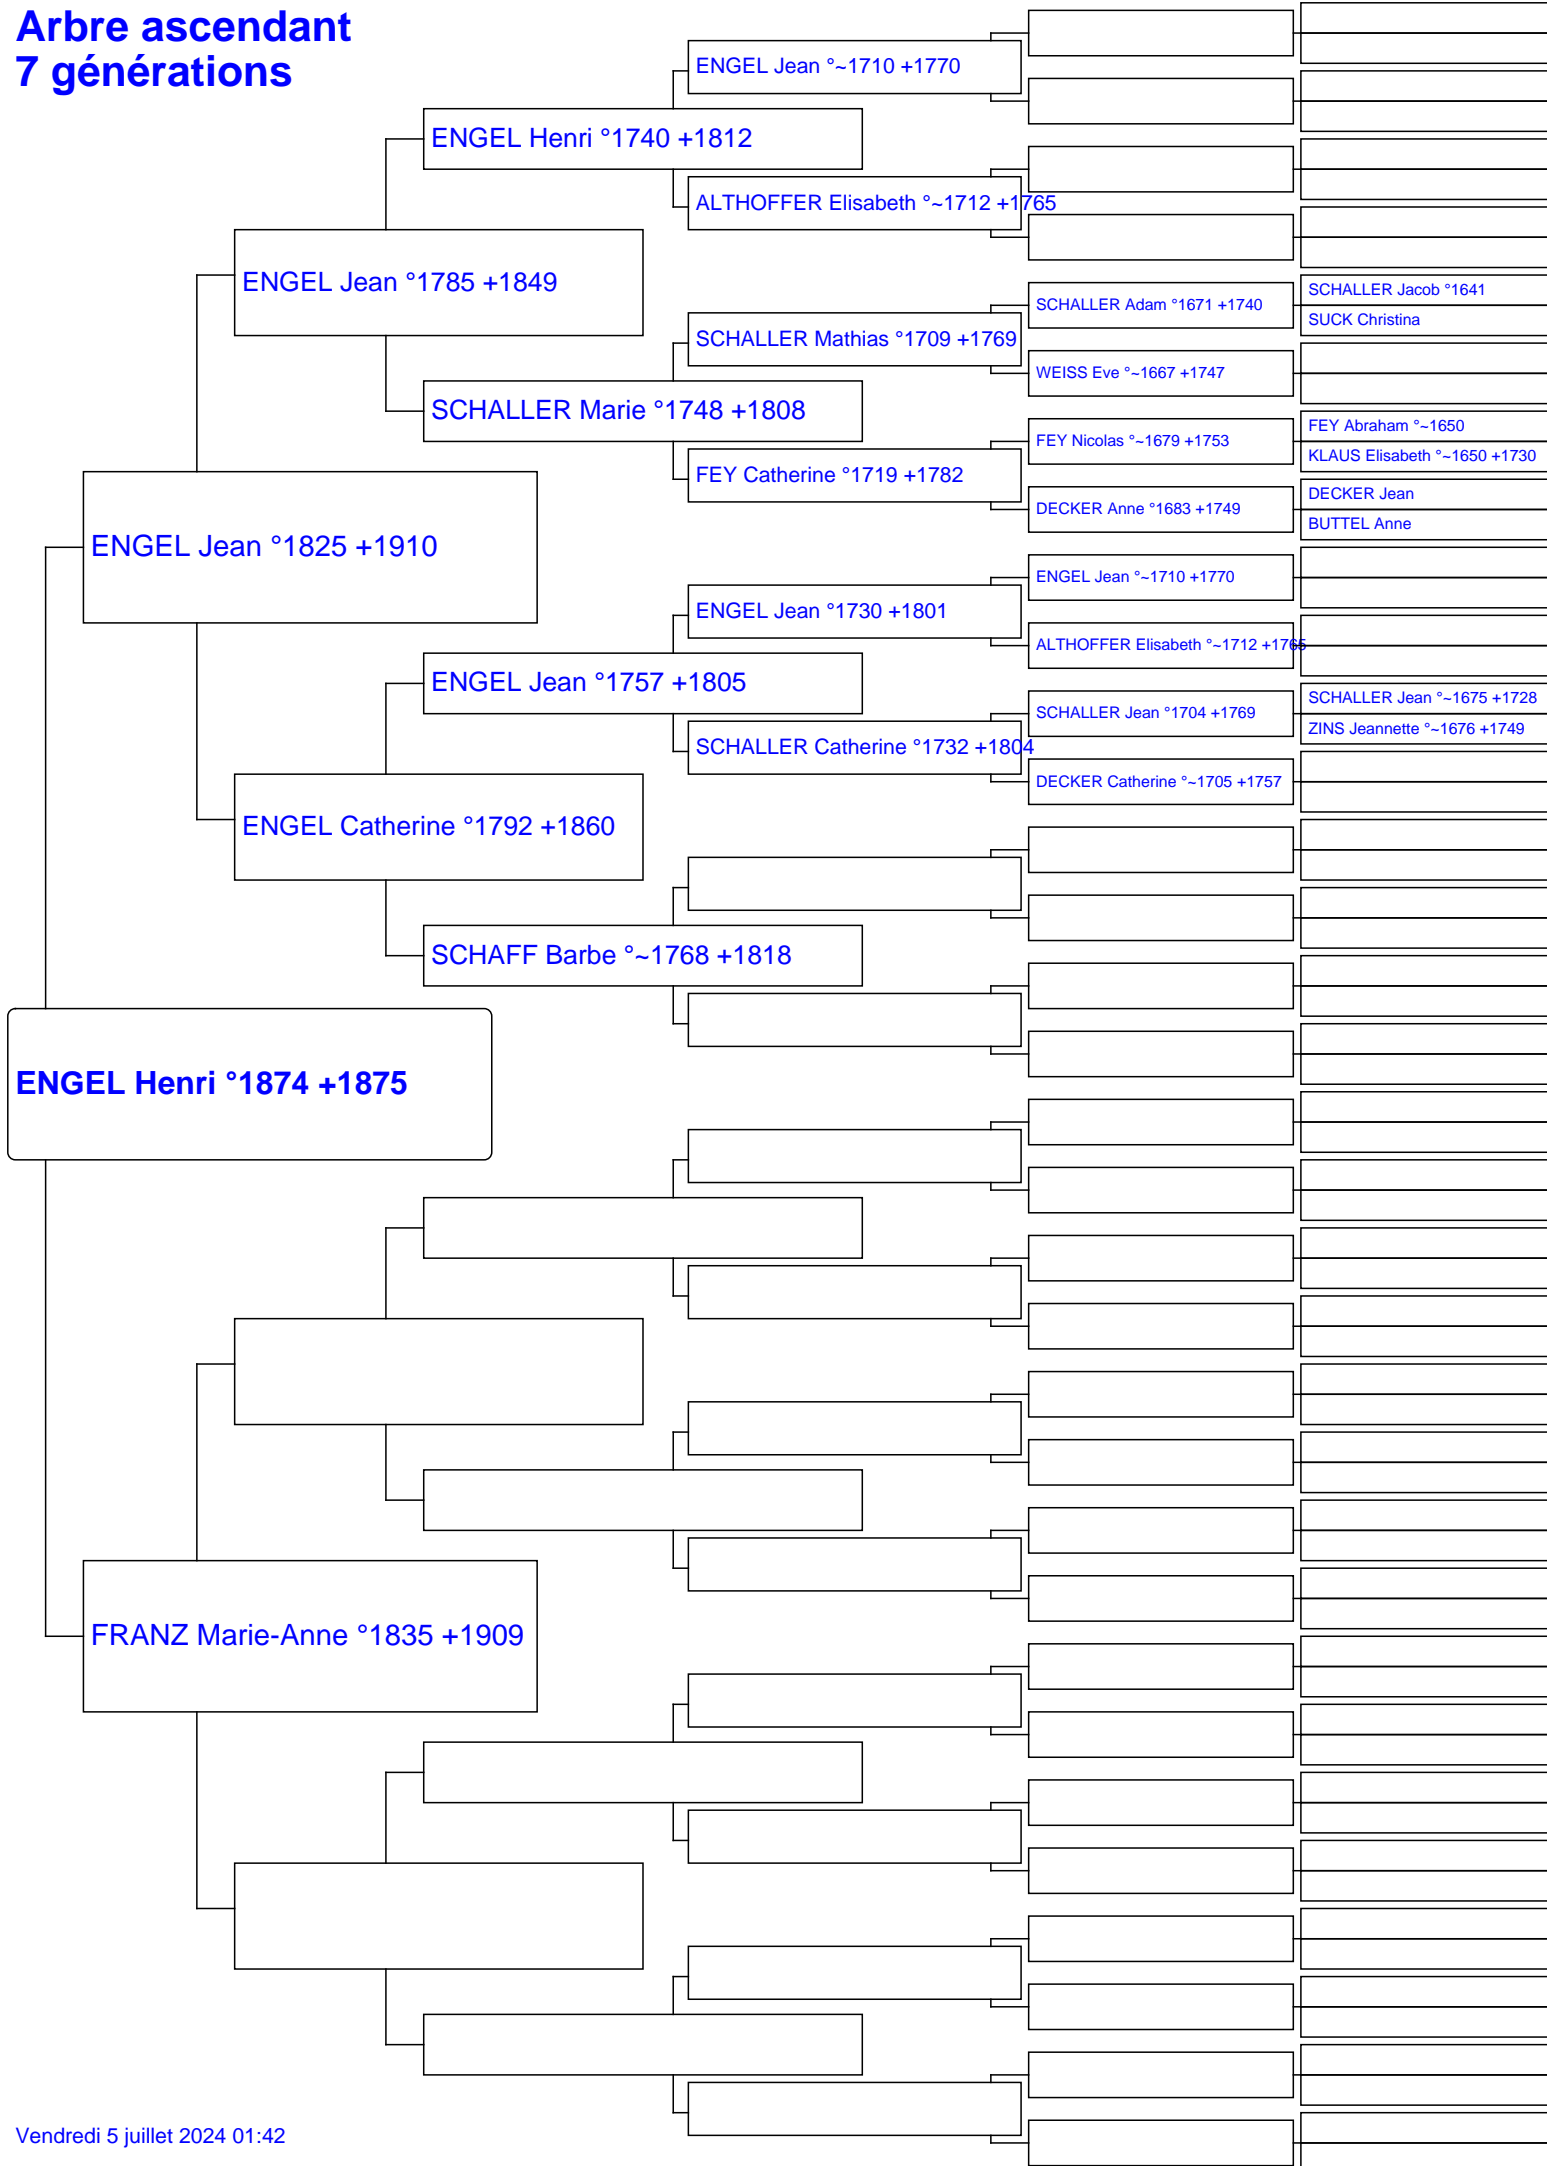 Arbre ascendant
7 générations
ENGEL Jean °~1710 +1770
ENGEL Henri °1740 +1812
ALTHOFFER Elisabeth °~1712 +1765
ENGEL Jean °1785 +1849
SCHALLER Jacob °1641
SCHALLER Adam °1671 +1740
SUCK Christina
SCHALLER Mathias °1709 +1769
WEISS Eve °~1667 +1747
SCHALLER Marie °1748 +1808
FEY Abraham °~1650
FEY Nicolas °~1679 +1753
KLAUS Elisabeth °~1650 +1730
FEY Catherine °1719 +1782
DECKER Jean
DECKER Anne °1683 +1749
BUTTEL Anne
ENGEL Jean °1825 +1910
ENGEL Jean °~1710 +1770
ENGEL Jean °1730 +1801
ALTHOFFER Elisabeth °~1712 +1765
ENGEL Jean °1757 +1805
SCHALLER Jean °~1675 +1728
SCHALLER Jean °1704 +1769
ZINS Jeannette °~1676 +1749
SCHALLER Catherine °1732 +1804
DECKER Catherine °~1705 +1757
ENGEL Catherine °1792 +1860
SCHAFF Barbe °~1768 +1818
ENGEL Henri °1874 +1875
FRANZ Marie-Anne °1835 +1909
Vendredi 5 juillet 2024 01:42